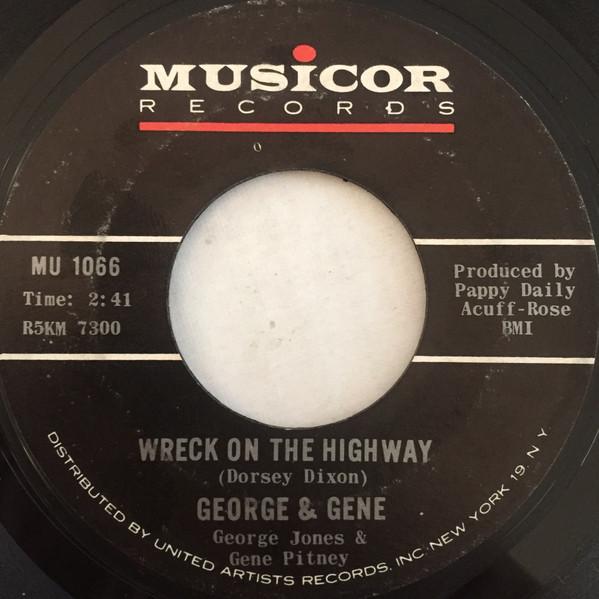 MUSiCOR
RECORDS
MU 1066
Time: 2:41
R5KM 7300
Produced by
Pappy Daily
Acuff-Rose
BMI
WRECK ON THE HIGHWAY
(Dorsey Dixon)
GEORGE & GENE
George Jones &
Gene Pitney
DISTRIBUTED BY UNITED ARTISTS RECORDS, INC. NEW YORK 19, N.Y.